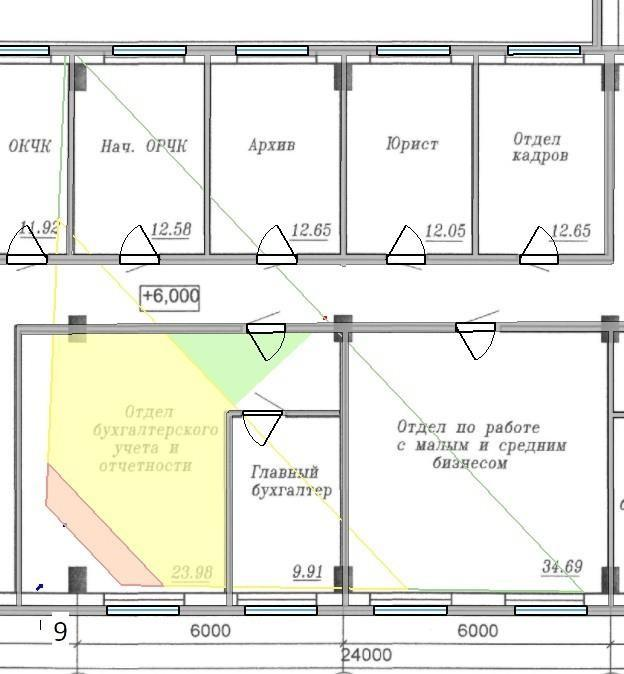 ОКЧК
Нач. ОРЧК
Архив
Юрист
Отдел
кадров
11.92
12.58
12.65
12.05
12.65
+6,000
Отдел
бухгалтерского
учета и
отчетности
Главный
бухгалтер
Отдел по работе
с малым и средним
бизнесом
23.98
9.91
34.69
9
6000
6000
24000